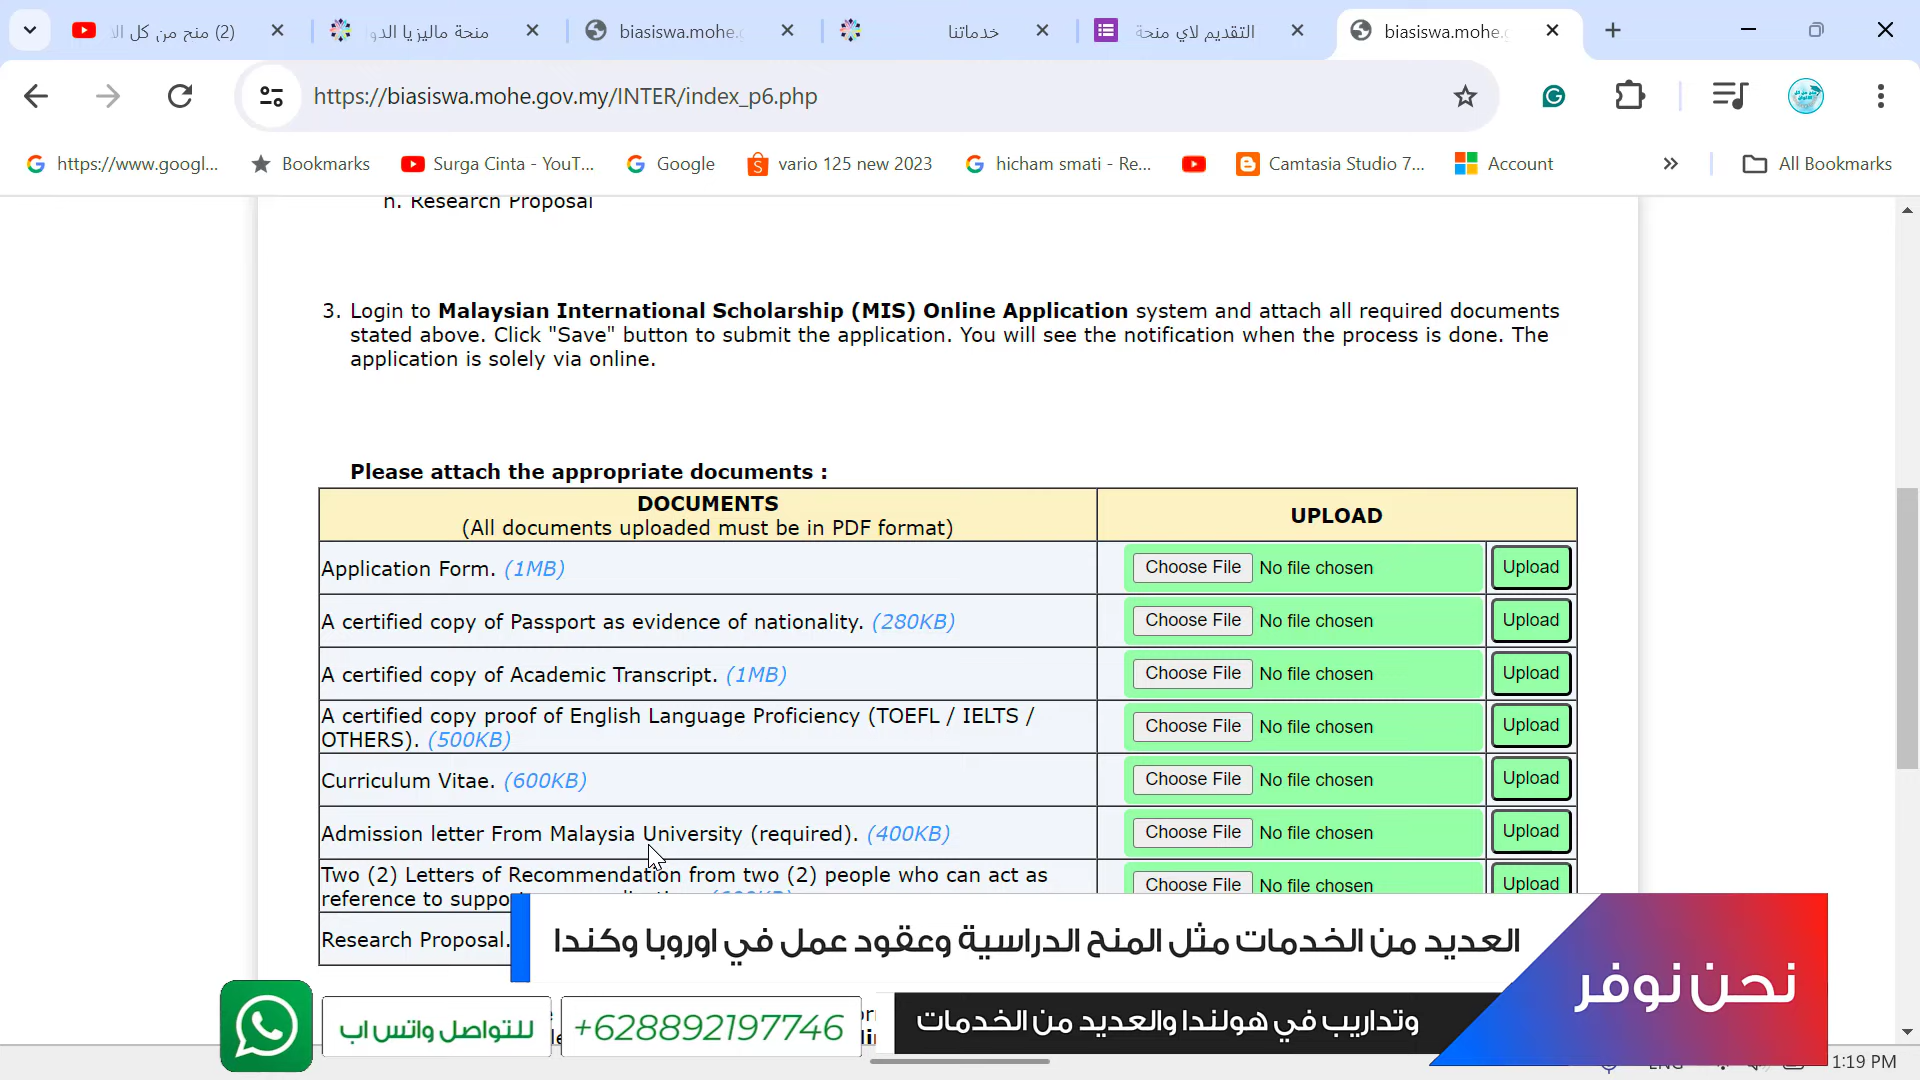 (2) منح من كل الا
منحة ماليزيا الدو
biasiswa.mohe.
خدماتنا
التقديم لاي منحة
biasiswa.mohe.
https://biasiswa.mohe.gov.my/INTER/index_p6.php
https://www.googl...
Bookmarks
Surga Cinta - YouT...
Google
vario 125 new 2023
hicham smati - Re...
Camtasia Studio 7...
Account
All Bookmarks
h. Research Proposal
3. Login to Malaysian International Scholarship (MIS) Online Application system and attach all required documents
stated above. Click "Save" button to submit the application. You will see the notification when the process is done. The
application is solely via online.
Please attach the appropriate documents :
DOCUMENTS
(All documents uploaded must be in PDF format)
UPLOAD
Application Form. (1MB)
Choose File No file chosen Upload
A certified copy of Passport as evidence of nationality. (280KB)
Choose File No file chosen Upload
A certified copy of Academic Transcript. (1MB)
Choose File No file chosen Upload
A certified copy proof of English Language Proficiency (TOEFL / IELTS /
OTHERS). (500KB)
Choose File No file chosen Upload
Curriculum Vitae. (600KB)
Choose File No file chosen Upload
Admission letter From Malaysia University (required). (400KB)
Choose File No file chosen Upload
Two (2) Letters of Recommendation from two (2) people who can act as
reference to suppo
Choose File No file chosen Upload
Research Proposal.
العديد من الخدمات مثل المنح الدراسية وعقود عمل في اوروبا وكندا
نحن نوفر
وتداريب في هولندا والعديد من الخدمات
للتواصل واتس اب
+628892197746
ENG
1:19 PM